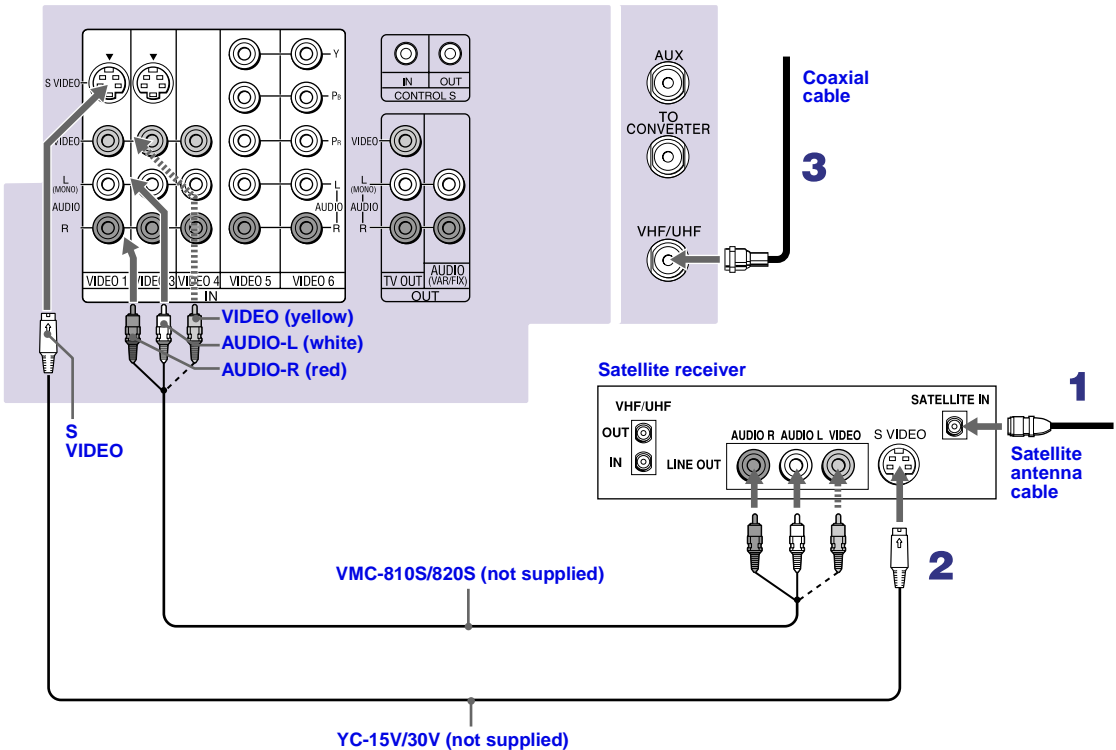 S VIDEO
VIDEO
L
(MONO)
AUDIO
R
Y
PB
PR
L
AUDIO
R
VIDEO 1 VIDEO 3 VIDEO 4 VIDEO 5 VIDEO 6
IN
IN OUT
CONTROL S
VIDEO
L
(MONO)
AUDIO
R
TV OUT
AUDIO
(VAR/FIX)
OUT
AUX
TO
CONVERTER
VHF/UHF
Coaxial
cable
3
VIDEO (yellow)
AUDIO-L (white)
AUDIO-R (red)
S
VIDEO
Satellite receiver
VHF/UHF
OUT
IN
LINE OUT
AUDIO R AUDIO L VIDEO
S VIDEO
SATELLITE IN
1
Satellite
antenna
cable
2
VMC-810S/820S (not supplied)
YC-15V/30V (not supplied)